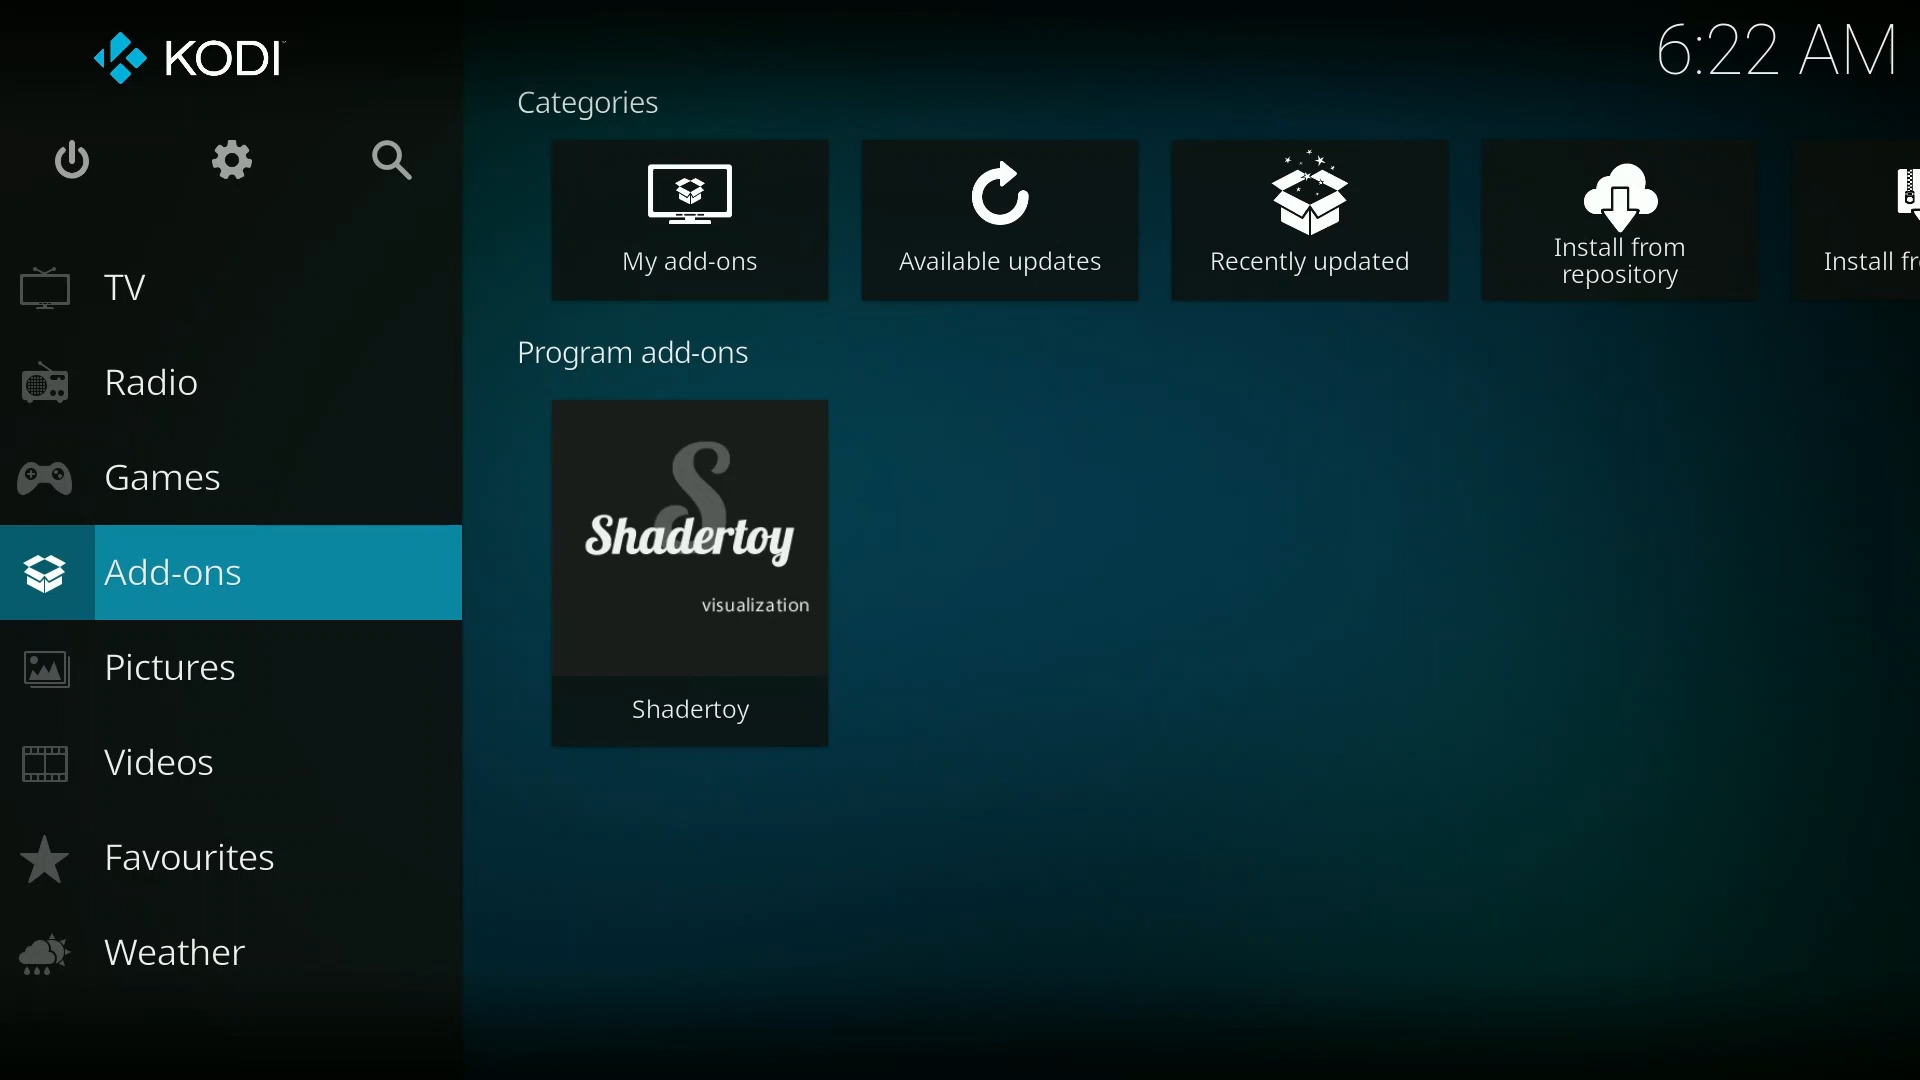 KODI
6:22 AM
TV
Radio
Games
Add-ons
Pictures
Videos
Favourites
Weather
Categories
My add-ons
Available updates
Recently updated
Install from
repository
Install
Program add-ons
S
Shadertoy
visualization
Shadertoy